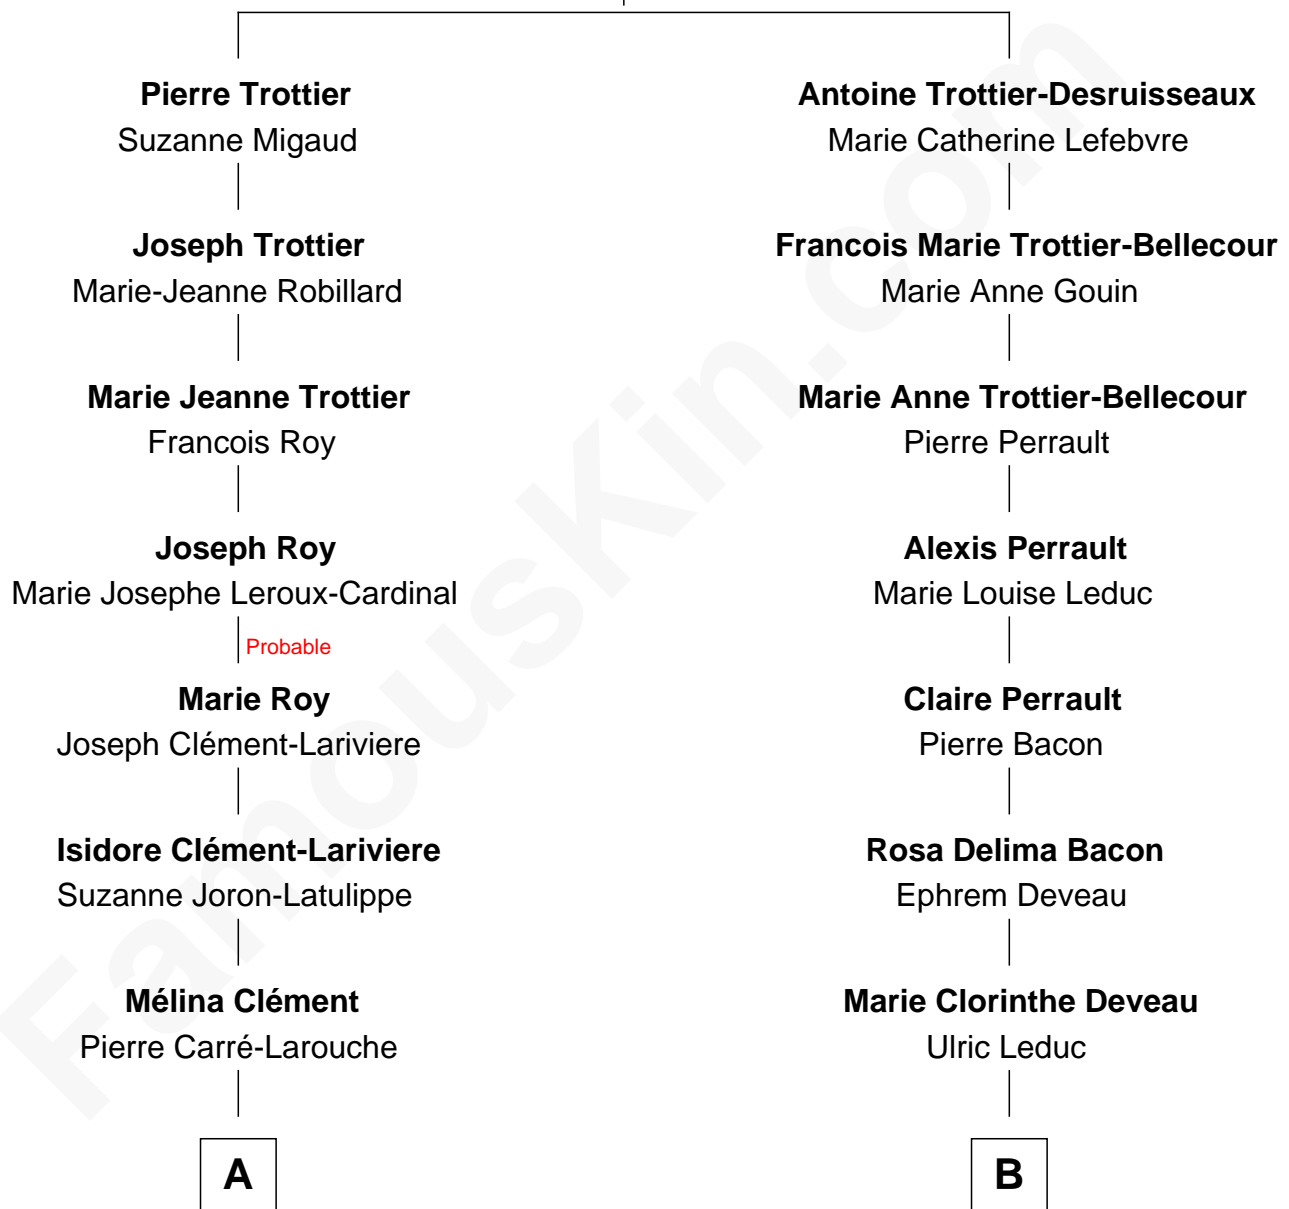 Pierre Trottier
Suzanne Migaud
Joseph Trottier
Marie-Jeanne Robillard
Marie Jeanne Trottier
Francois Roy
Joseph Roy
Marie Josephe Leroux-Cardinal
Probable
Marie Roy
Joseph Clément-Lariviere
Isidore Clément-Lariviere
Suzanne Joron-Latulippe
Mélina Clément
Pierre Carré-Larouche
A
Antoine Trottier-Desruisseaux
Marie Catherine Lefebvre
Francois Marie Trottier-Bellecour
Marie Anne Gouin
Marie Anne Trottier-Bellecour
Pierre Perrault
Alexis Perrault
Marie Louise Leduc
Claire Perrault
Pierre Bacon
Rosa Delima Bacon
Ephrem Deveau
Marie Clorinthe Deveau
Ulric Leduc
B
FamousKin.com